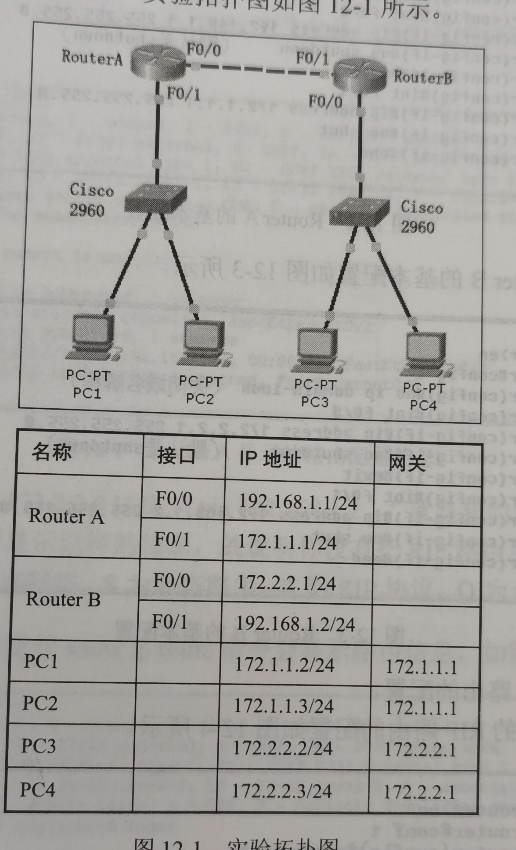 实验拓扑图如图 12-1 所示。
RouterA
F0/0
F0/1
RouterB
F0/1
F0/0
Cisco
2960
Cisco
2960
PC-PT
PC1
PC-PT
PC2
PC-PT
PC3
PC-PT
PC4
名称 接口 IP 地址 网关
Router A F0/0 192.168.1.1/24
F0/1 172.1.1.1/24
Router B F0/0 172.2.2.1/24
F0/1 192.168.1.2/24
PC1 172.1.1.2/24 172.1.1.1
PC2 172.1.1.3/24 172.1.1.1
PC3 172.2.2.2/24 172.2.2.1
PC4 172.2.2.3/24 172.2.2.1
图 12-1 实验拓扑图